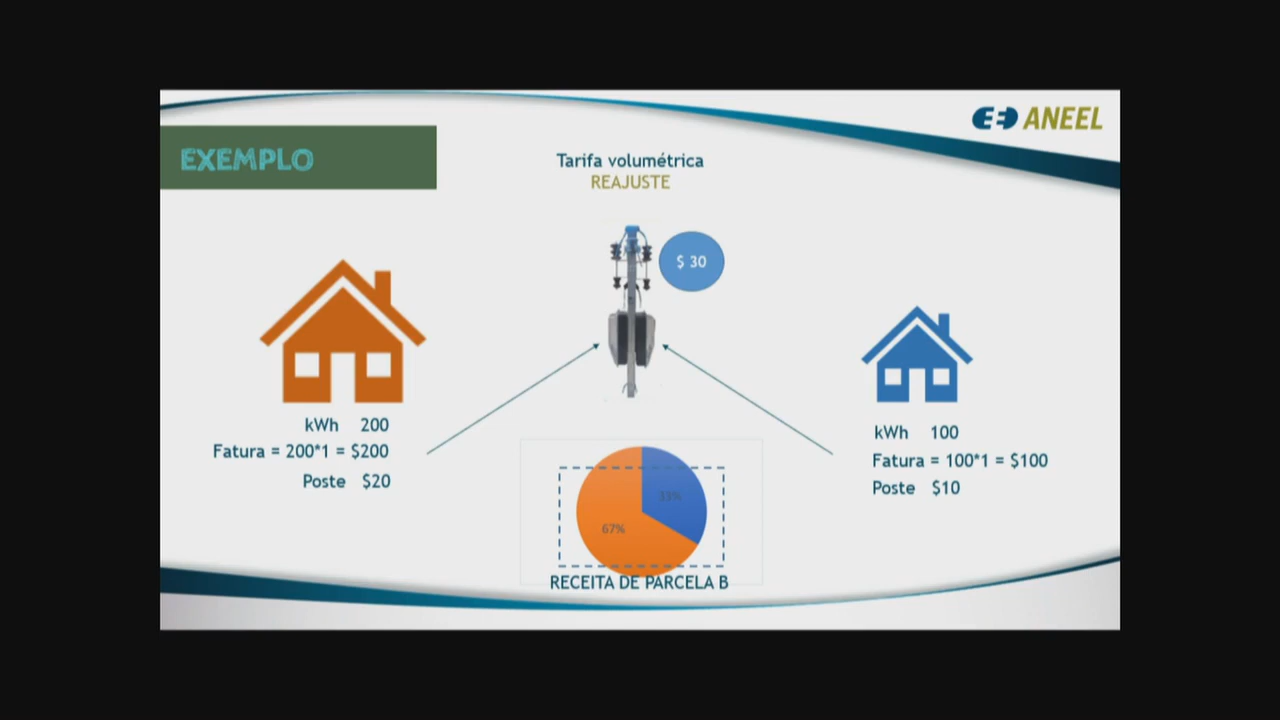 ANEEL
EXEMPLO
Tarifa volumétrica
REAJUSTE
$ 30
kWh 200
Fatura = 200*1 = $200
Poste $20
kWh 100
Fatura = 100*1 = $100
Poste $10
33%
67%
RECEITA DE PARCELA B